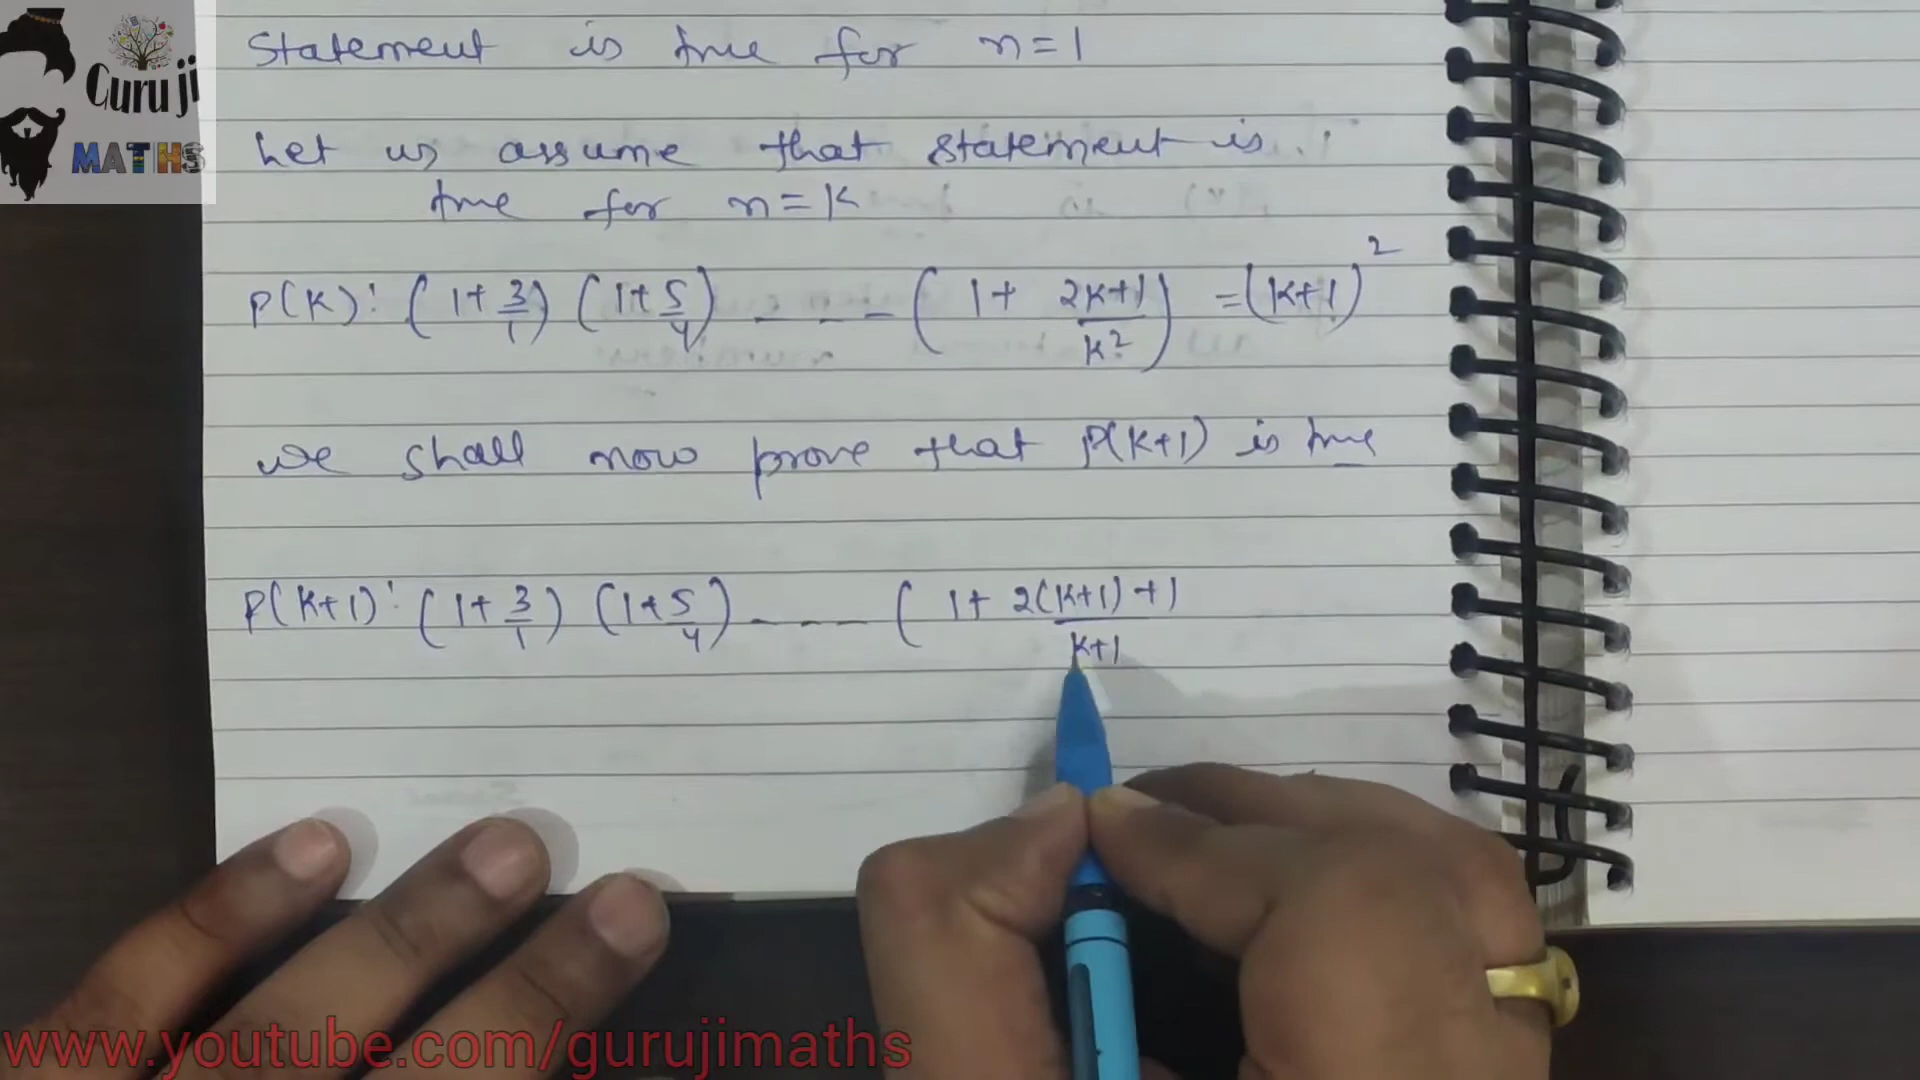 Guruji
MATHS
Statement is true for n=1
Let us assume that statement is
true for n=k
P(k): (1+3/1) (1+5/4) ---- (1+ 2k+1/k²) = (k+1)²
we shall now prove that P(k+1) is true
P(k+1): (1+3/1) (1+5/4) ---- (1+ 2(k+1)+1/k+1
www.youtube.com/gurujimaths